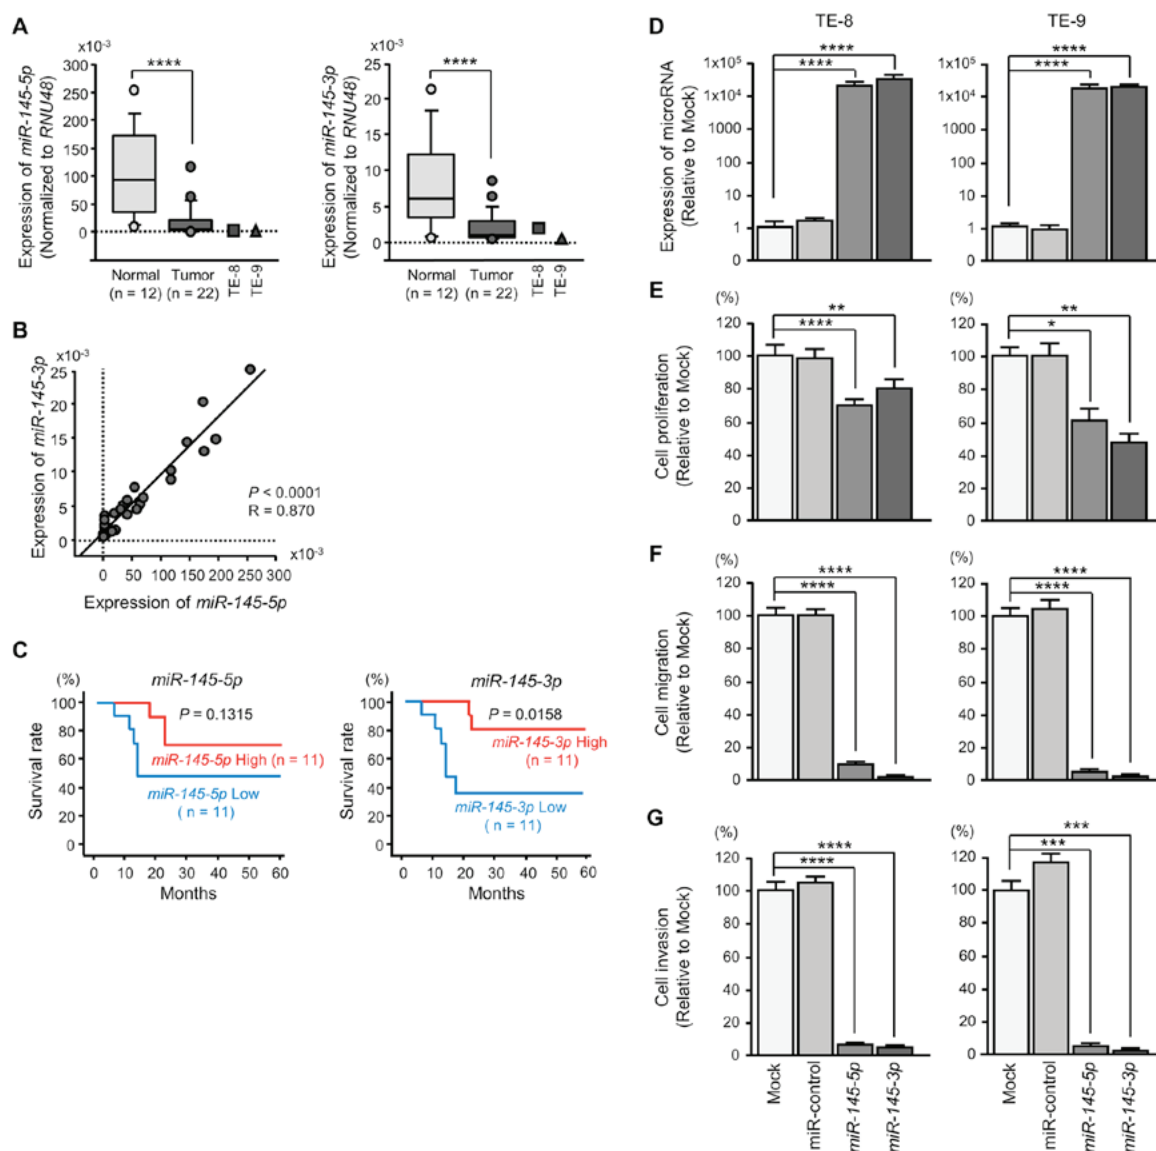 A
x10⁻³
Expression of miR-145-5p
(Normalized to RNU48)
300
250
200
150
100
50
0
****
Normal
(n = 12)
Tumor
(n = 22)
TE-8
TE-9
x10⁻³
Expression of miR-145-3p
(Normalized to RNU48)
25
20
15
10
5
0
****
Normal
(n = 12)
Tumor
(n = 22)
TE-8
TE-9
B
x10⁻³
Expression of miR-145-3p
25
20
15
10
5
0
P < 0.0001
R = 0.870
x10⁻³
0 50 100 150 200 250 300
Expression of miR-145-5p
C
(%)
miR-145-5p
Survival rate
100
80
60
40
20
0
P = 0.1315
miR-145-5p High (n = 11)
miR-145-5p Low
( n = 11)
0 10 20 30 40 50 60
Months
(%)
miR-145-3p
Survival rate
100
80
60
40
20
0
P = 0.0158
miR-145-3p High
(n = 11)
miR-145-3p Low
( n = 11)
0 10 20 30 40 50 60
Months
TE-8
TE-9
D
Expression of microRNA
(Relative to Mock)
1x10⁵
1x10⁴
1000
100
10
1
0
****
****
1x10⁵
1x10⁴
1000
100
10
1
0
****
****
E
Cell proliferation
(Relative to Mock)
(%)
120
100
80
60
40
20
0
**
****
(%)
120
100
80
60
40
20
0
**
*
F
Cell migration
(Relative to Mock)
(%)
120
100
80
60
40
20
0
****
****
(%)
120
100
80
60
40
20
0
****
****
G
Cell invasion
(Relative to Mock)
(%)
120
100
80
60
40
20
0
****
****
Mock
miR-control
miR-145-5p
miR-145-3p
(%)
120
100
80
60
40
20
0
***
***
Mock
miR-control
miR-145-5p
miR-145-3p